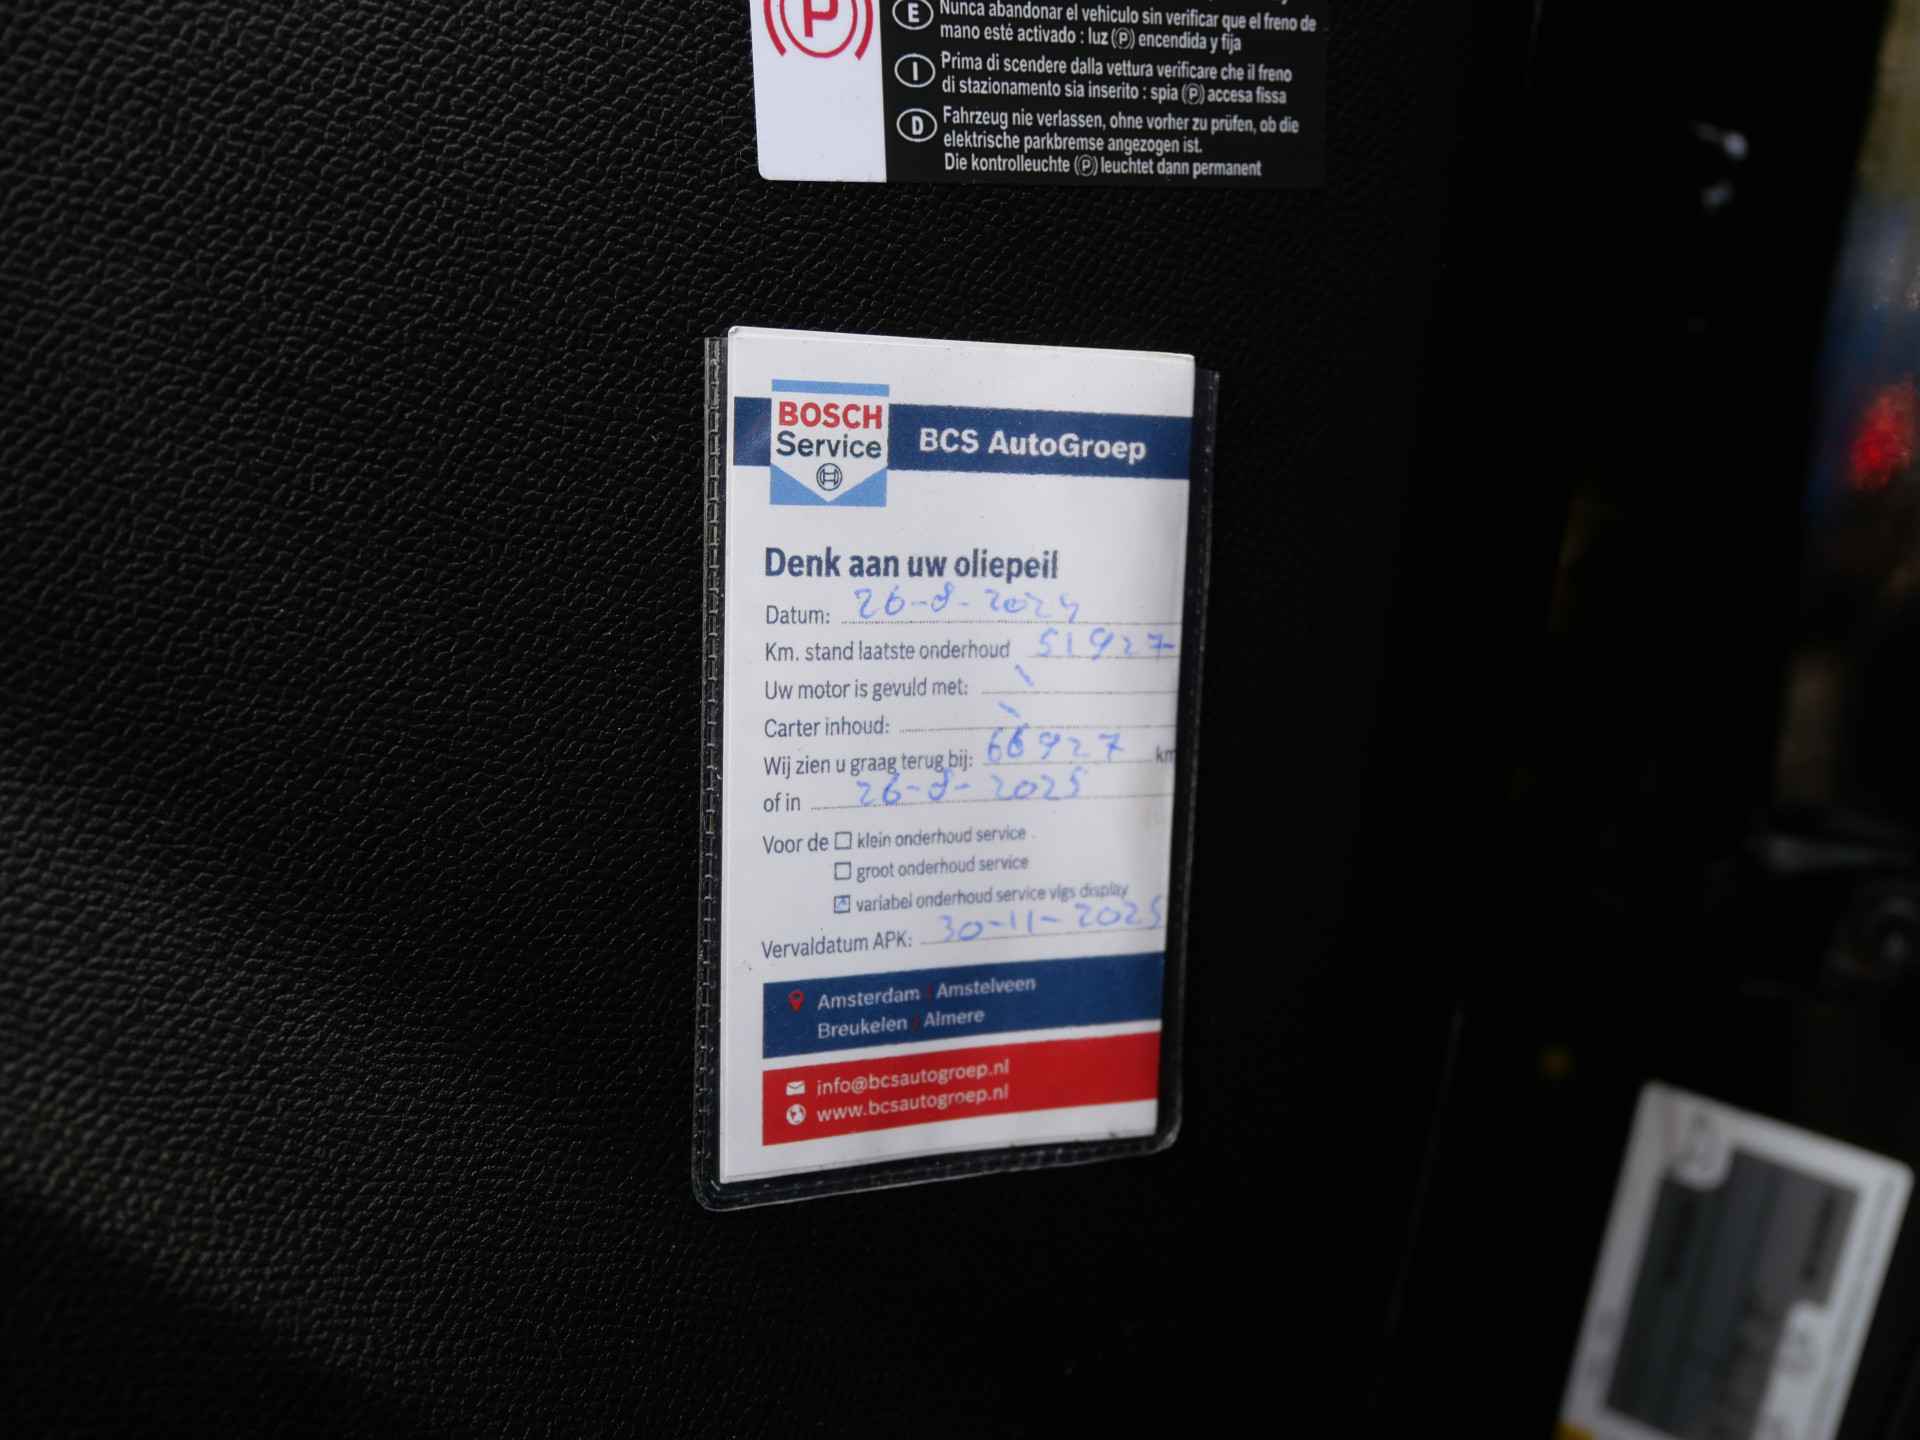 P
E Nunca abandonar el vehiculo sin verificar que el freno de
mano esté activado : luz (P) encendida y fija
I Prima di scendere dalla vettura verificare che il freno
di stazionamento sia inserito : spia (P) accesa fissa
D Fahrzeug nie verlassen, ohne vorher zu prüfen, ob die
elektrische parkbremse angezogen ist.
Die kontrolleuchte (P) leuchtet dann permanent
BOSCH
Service
BCS AutoGroep
Denk aan uw oliepeil
Datum: 26-8-2024
Km. stand laatste onderhoud 51927
Uw motor is gevuld met:
Carter inhoud:
Wij zien u graag terug bij: 66927 km
of in 26-8-2025
Voor de klein onderhoud service
groot onderhoud service
variabel onderhoud service vlgs display
Vervaldatum APK: 30-11-2025
Amsterdam | Amstelveen
Breukelen | Almere
info@bcsautogroep.nl
www.bcsautogroep.nl